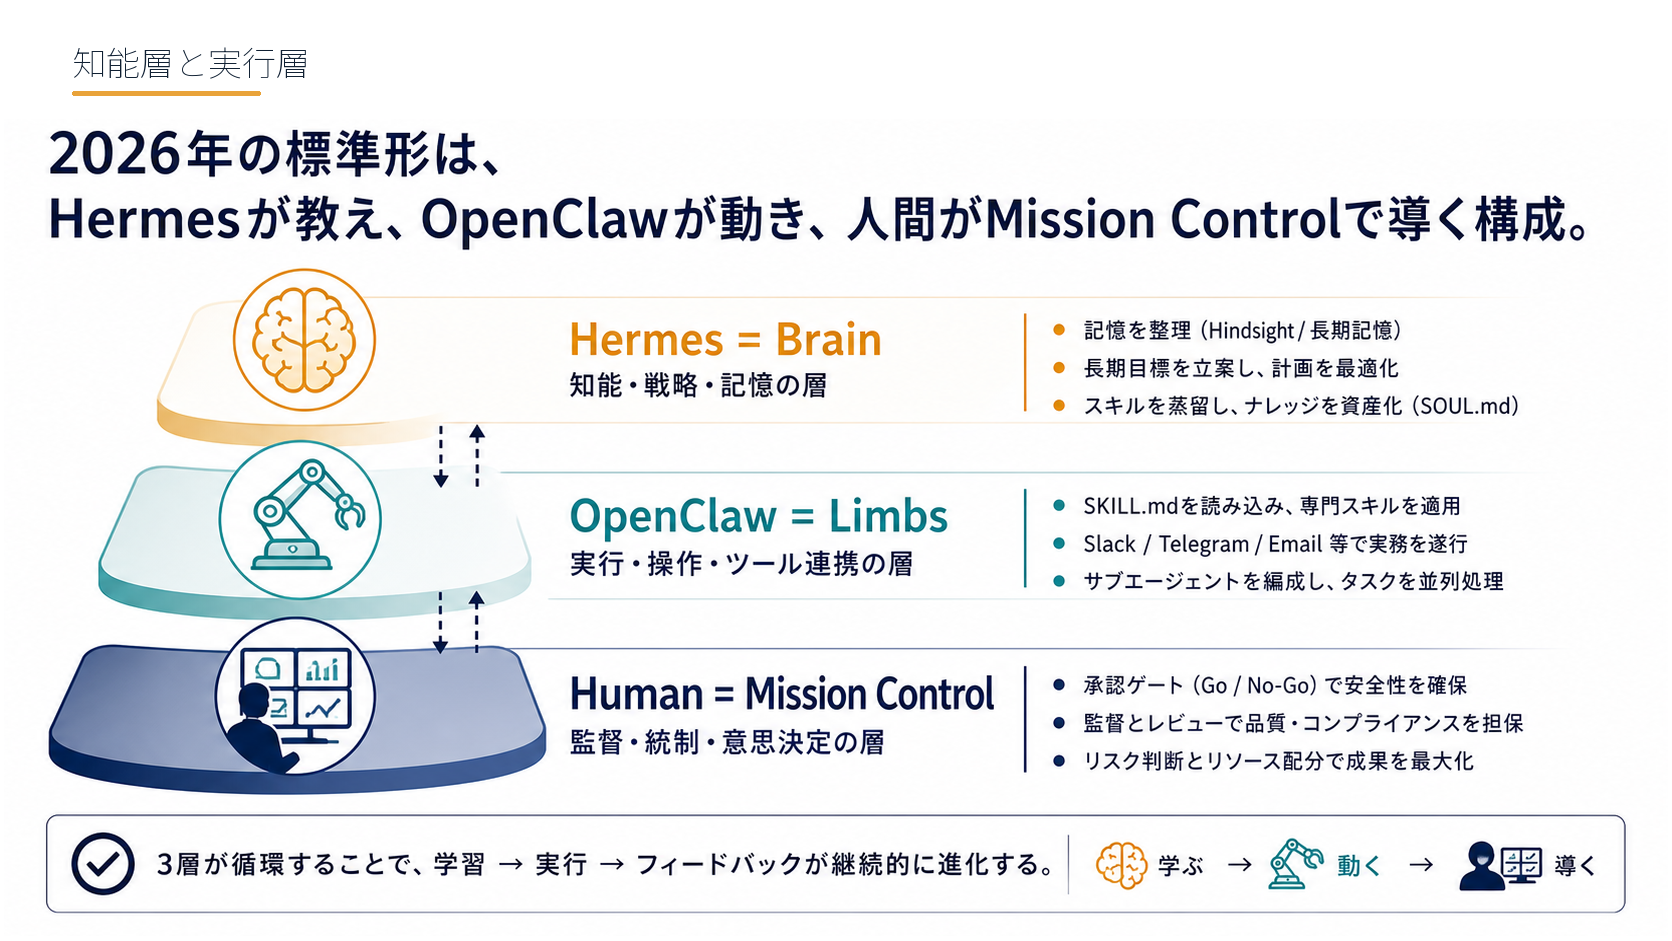 知能層と実行層
2026年の標準形は、
Hermesが教え、OpenClawが動き、人間がMission Controlで導く構成。
Hermes = Brain
知能・戦略・記憶の層
記憶を整理（Hindsight / 長期記憶）
長期目標を立案し、計画を最適化
スキルを蒸留し、ナレッジを資産化（SOUL.md）
OpenClaw = Limbs
実行・操作・ツール連携の層
SKILL.mdを読み込み、専門スキルを適用
Slack / Telegram / Email 等で実務を遂行
サブエージェントを編成し、タスクを並列処理
Human = Mission Control
監督・統制・意思決定の層
承認ゲート（Go / No-Go）で安全性を確保
監督とレビューで品質・コンプライアンスを担保
リスク判断とリソース配分で成果を最大化
3層が循環することで、学習 → 実行 → フィードバックが継続的に進化する。
学ぶ → 動く → 導く